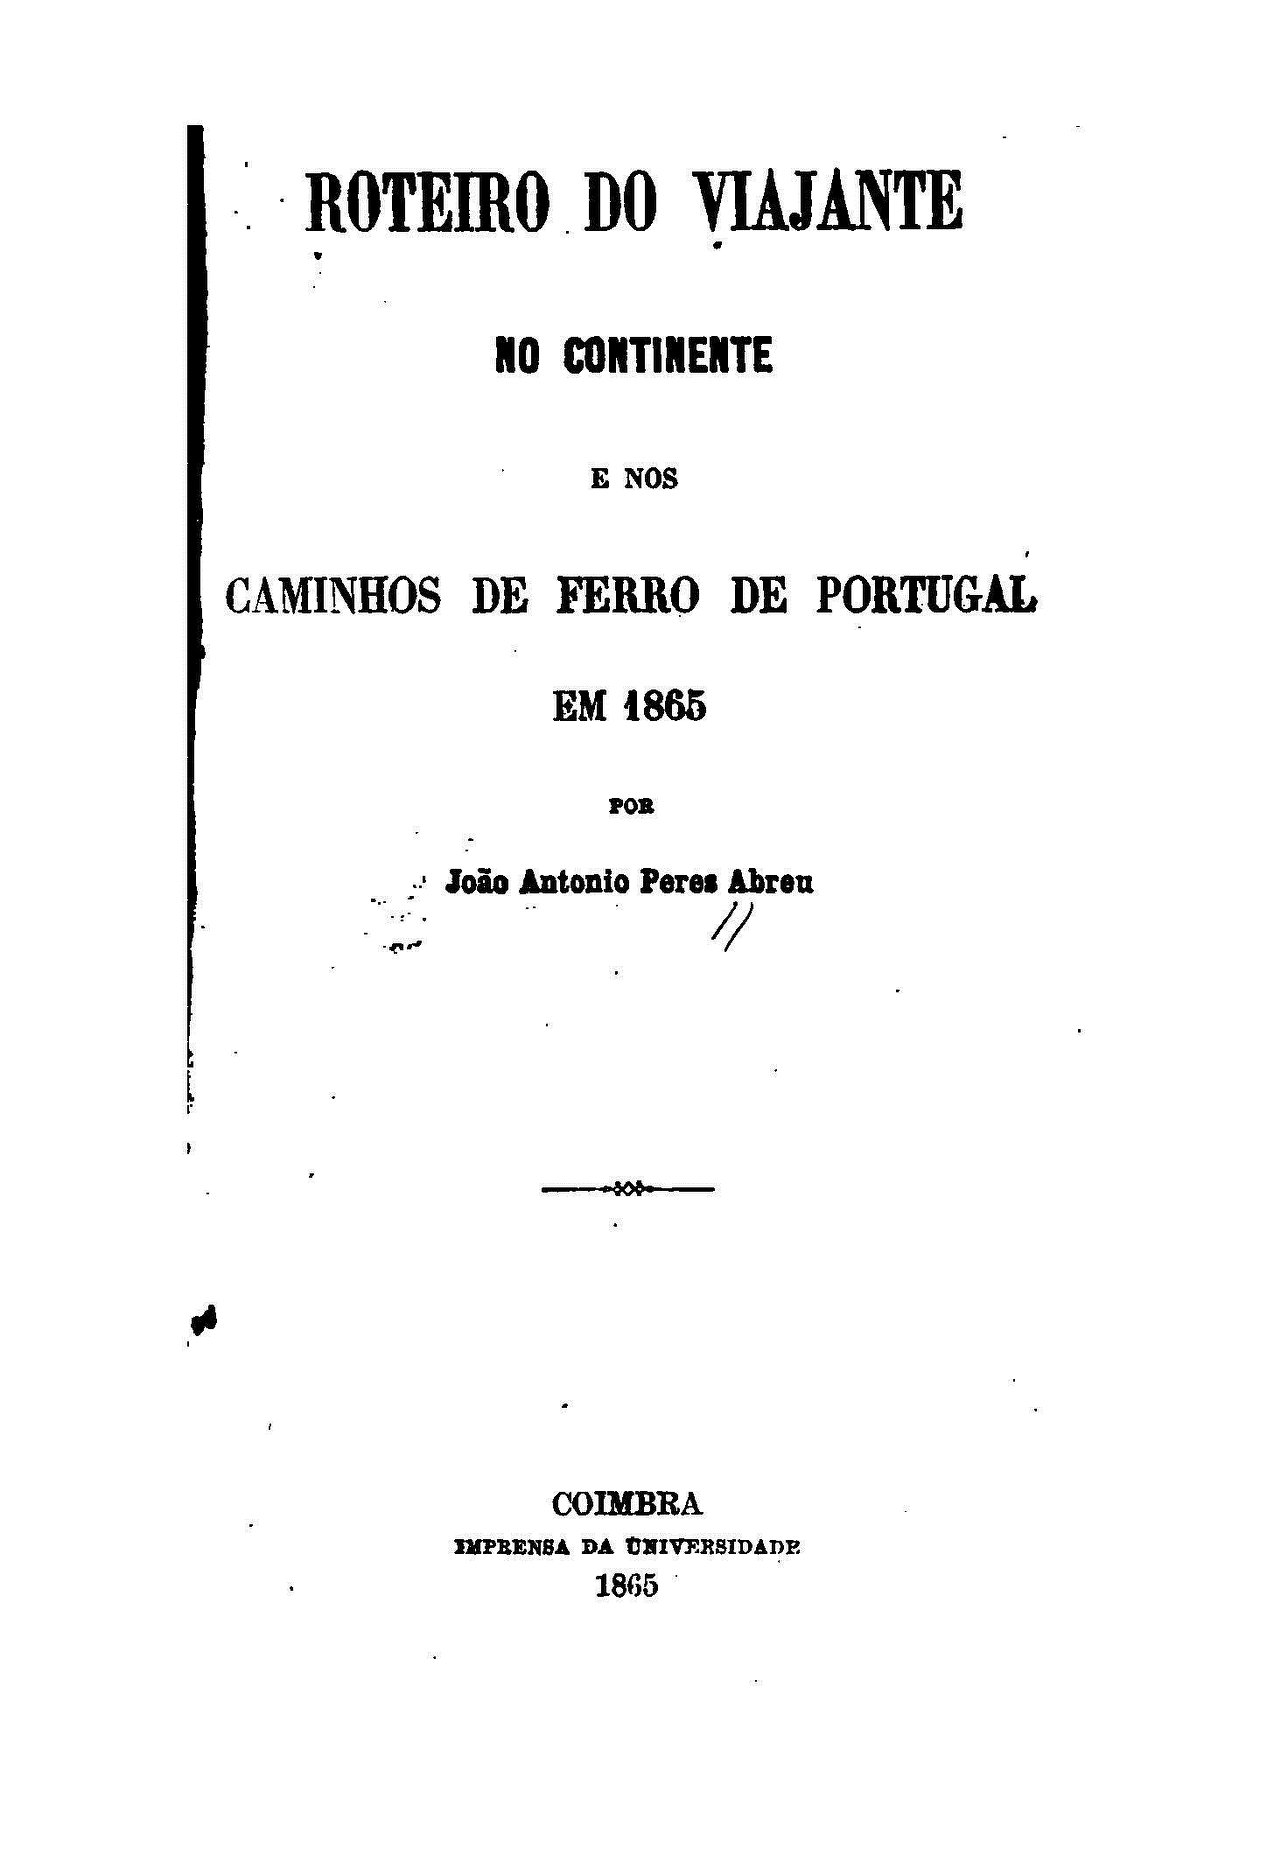 ROTEIRO DO VIAJANTE
NO CONTINENTE
E NOS
CAMINHOS DE FERRO DE PORTUGAL
EM 1865
POR
João Antonio Peres Abreu
COIMBRA
IMPRENSA DA UNIVERSIDADE
1865